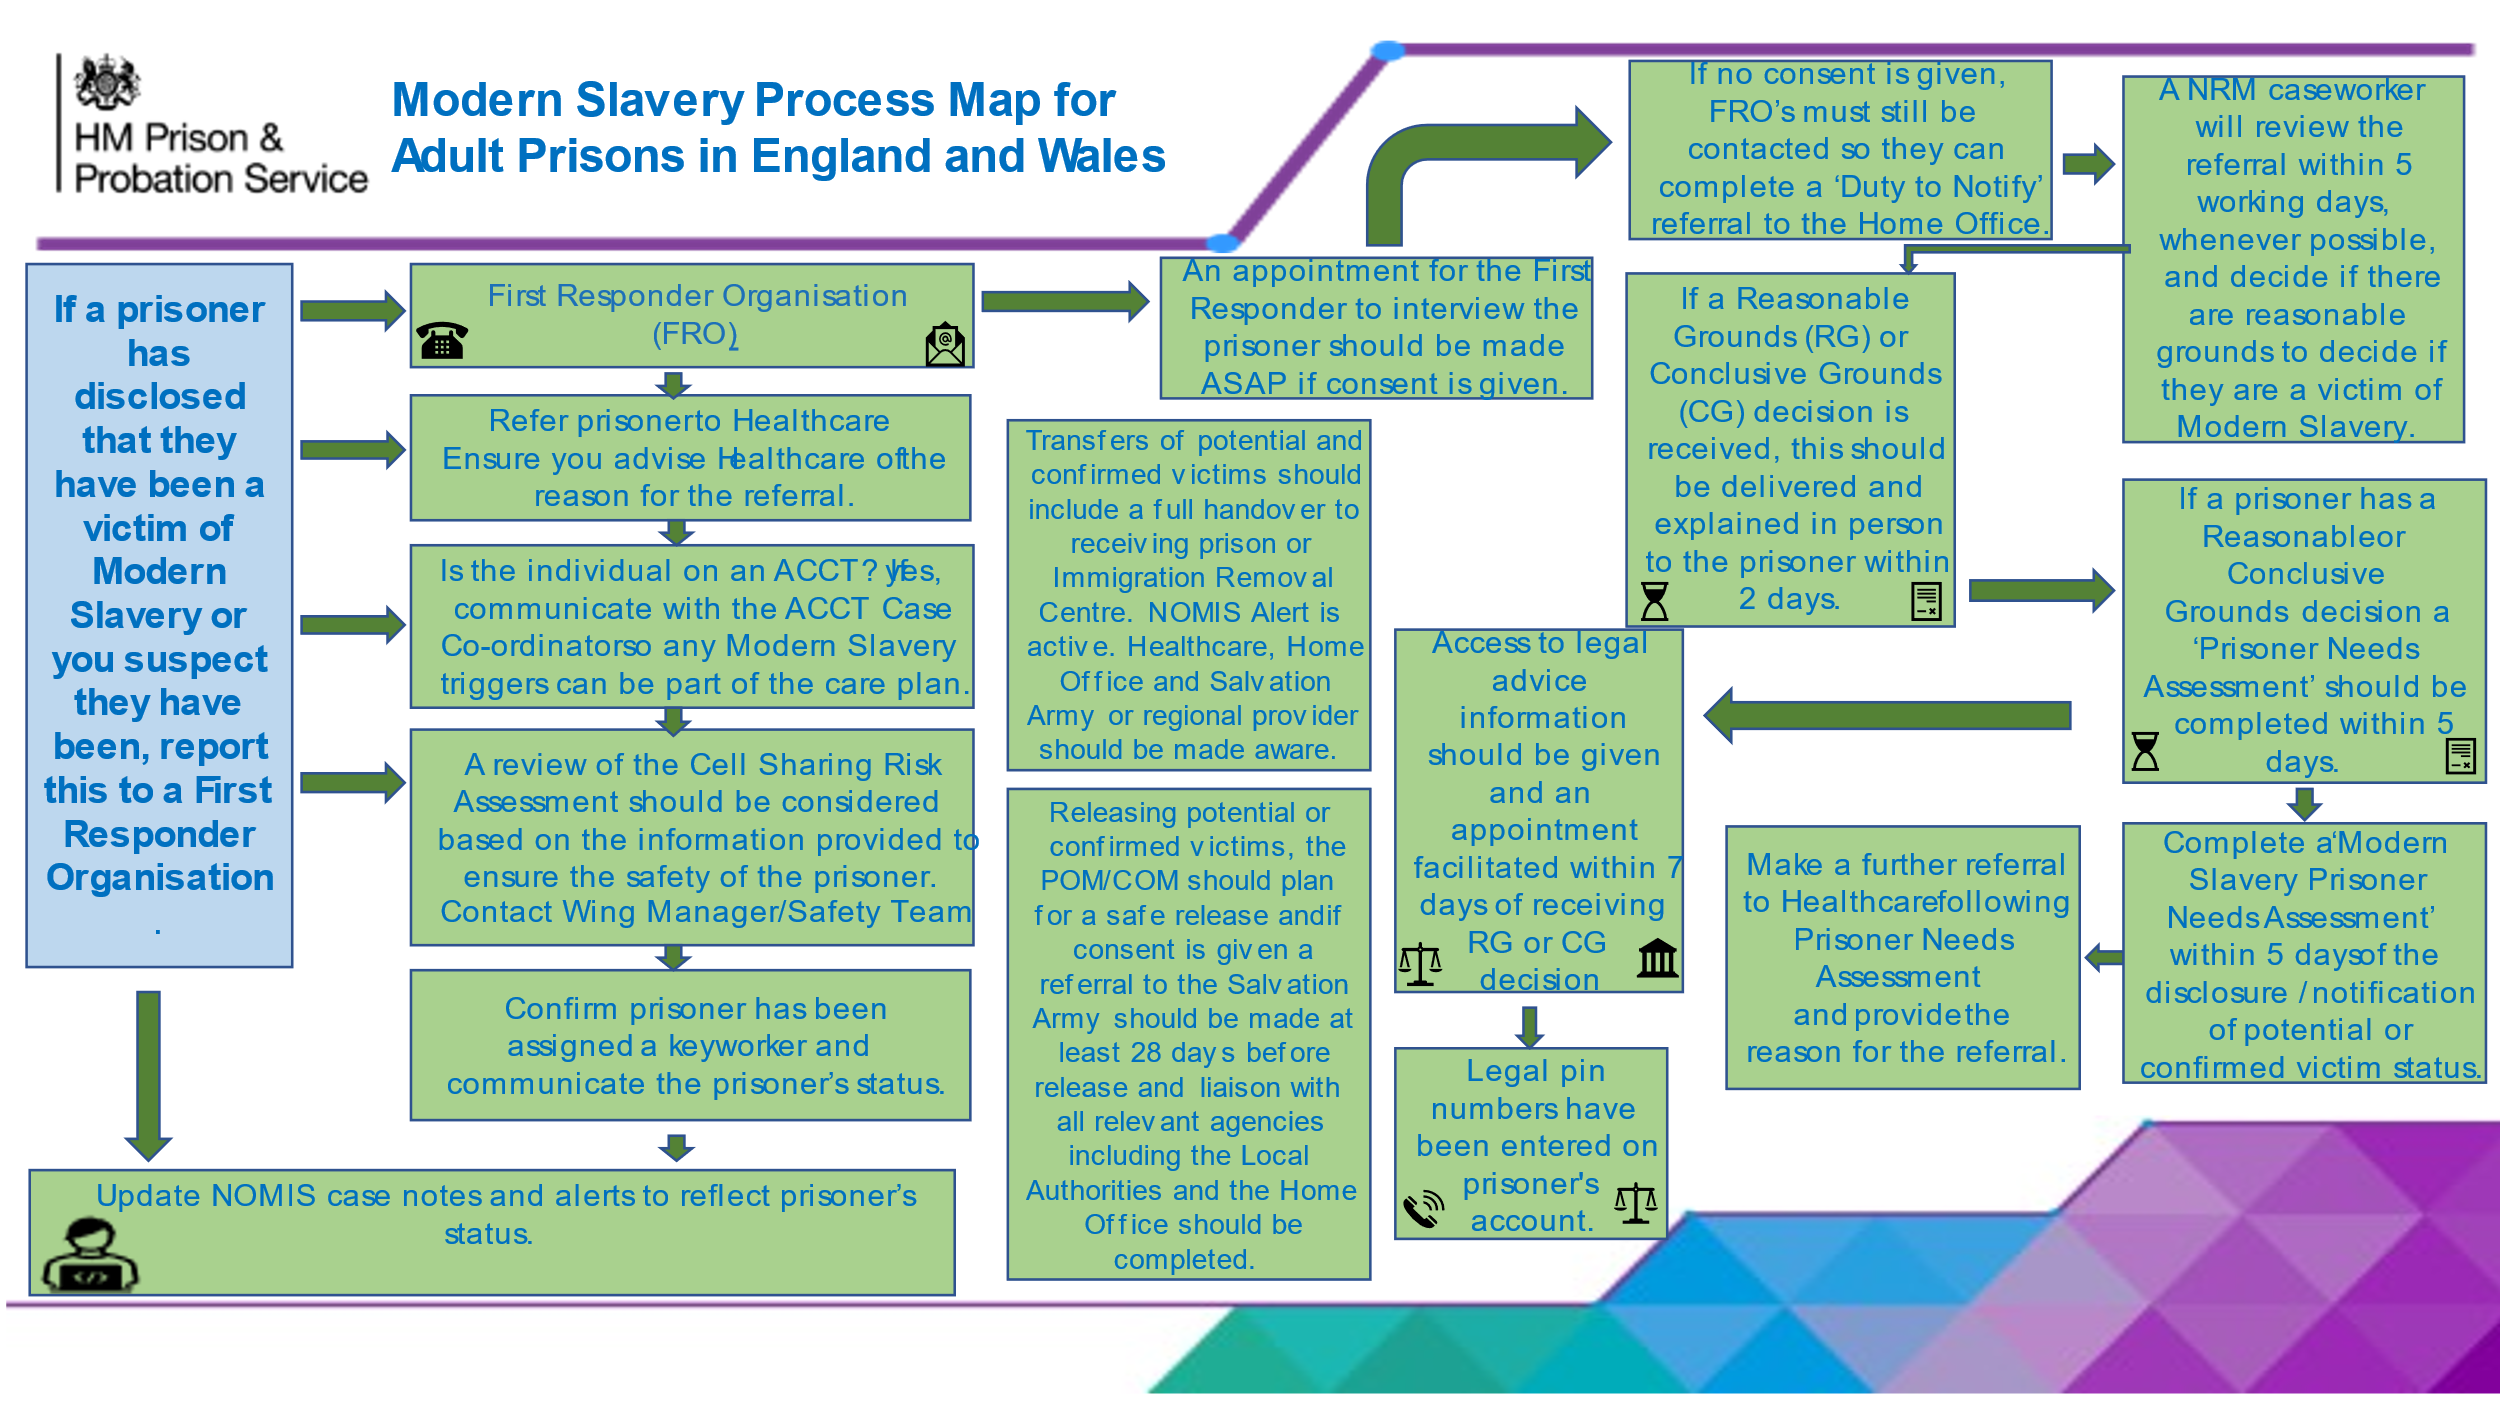 HM Prison &
Probation Service
Modern Slavery Process Map for
Adult Prisons in England and Wales
If a prisoner
has
disclosed
that they
have been a
victim of
Modern
Slavery or
you suspect
they have
been, report
this to a First
Responder
Organisation
.
First Responder Organisation
(FRO)
Refer prisoner to Healthcare
Ensure you advise Healthcare of the
reason for the referral.
Is the individual on an ACCT? If yes,
communicate with the ACCT Case
Co-ordinator so any Modern Slavery
triggers can be part of the care plan.
A review of the Cell Sharing Risk
Assessment should be considered
based on the information provided to
ensure the safety of the prisoner.
Contact Wing Manager/Safety Team
Confirm prisoner has been
assigned a keyworker and
communicate the prisoner’s status.
Update NOMIS case notes and alerts to reflect prisoner’s
status.
An appointment for the First
Responder to interview the
prisoner should be made
ASAP if consent is given.
Transfers of potential and
confirmed victims should
include a full handover to
receiving prison or
Immigration Removal
Centre. NOMIS Alert is
active. Healthcare, Home
Office and Salvation
Army or regional provider
should be made aware.
Releasing potential or
confirmed victims, the
POM/COM should plan
for a safe release and if
consent is given a
referral to the Salvation
Army should be made at
least 28 days before
release and liaison with
all relevant agencies
including the Local
Authorities and the Home
Office should be
completed.
If no consent is given,
FRO’s must still be
contacted so they can
complete a ‘Duty to Notify’
referral to the Home Office.
A NRM caseworker
will review the
referral within 5
working days,
whenever possible,
and decide if there
are reasonable
grounds to decide if
they are a victim of
Modern Slavery.
If a Reasonable
Grounds (RG) or
Conclusive Grounds
(CG) decision is
received, this should
be delivered and
explained in person
to the prisoner within
2 days.
If a prisoner has a
Reasonable or
Conclusive
Grounds decision a
‘Prisoner Needs
Assessment’ should be
completed within 5
days.
Access to legal
advice
information
should be given
and an
appointment
facilitated within 7
days of receiving
RG or CG
decision
Legal pin
numbers have
been entered on
prisoner's
account.
Complete a ‘Modern
Slavery Prisoner
Needs Assessment’
within 5 days of the
disclosure / notification
of potential or
confirmed victim status.
Make a further referral
to Healthcare following
Prisoner Needs
Assessment
and provide the
reason for the referral.